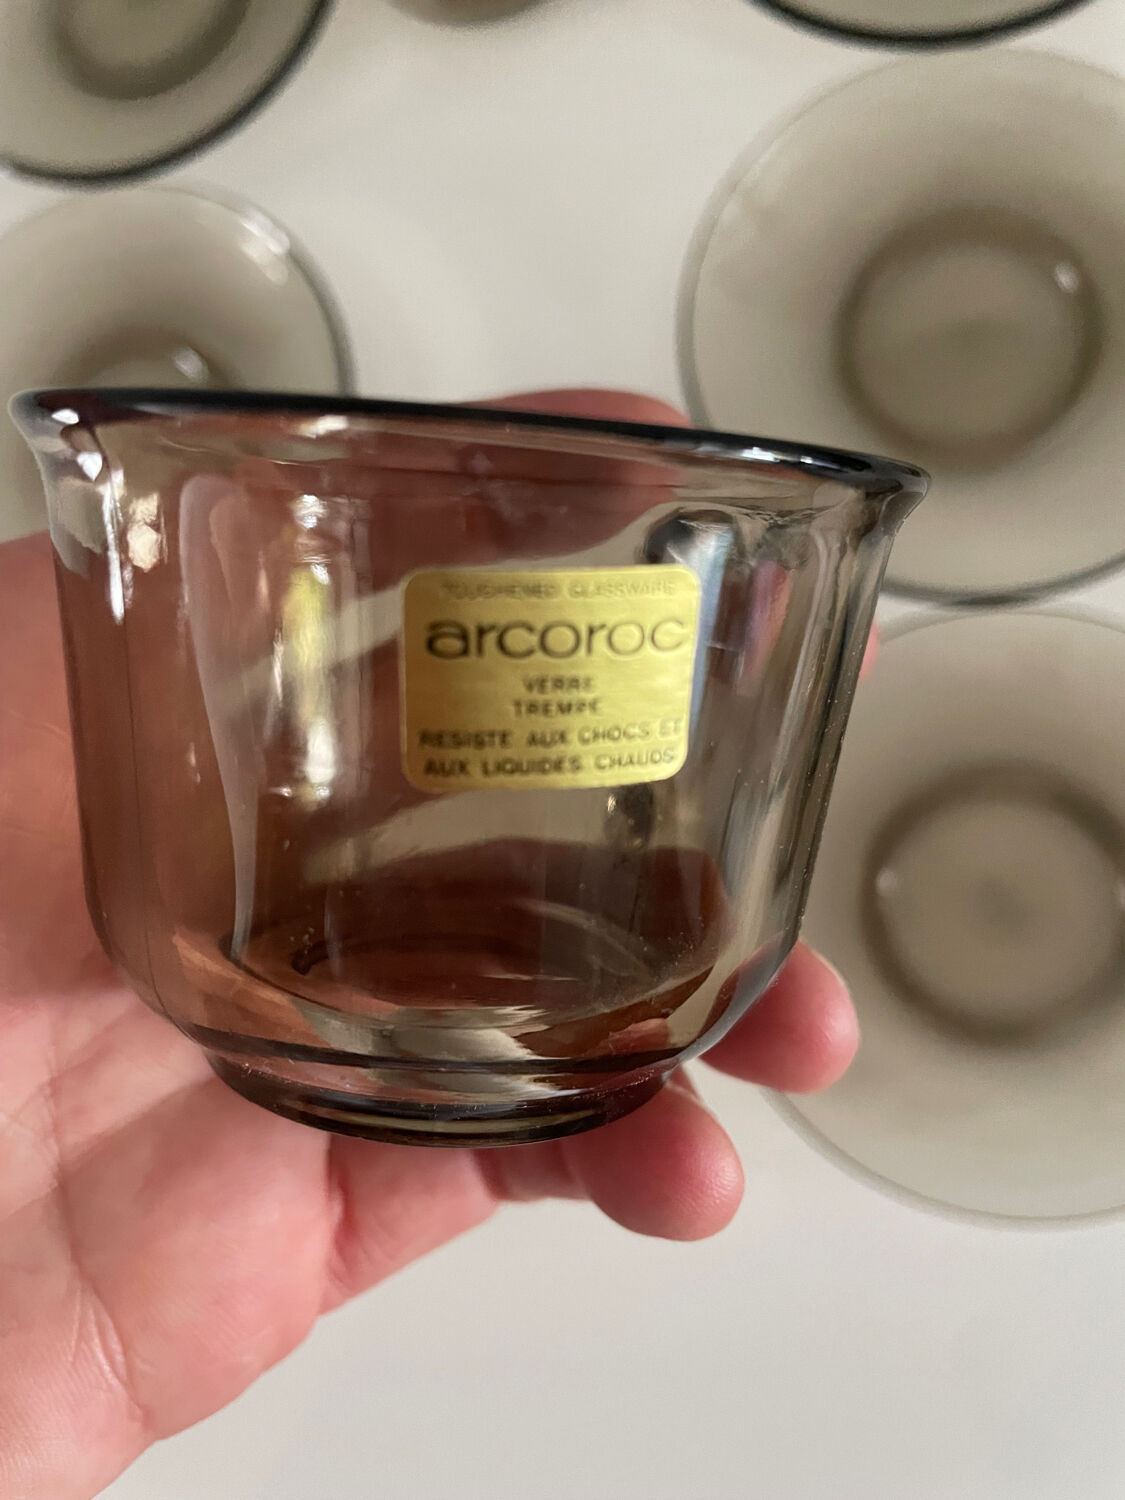 TOUGHENED GLASSWARE
arcoroc
VERRE
TREMPE
RESISTE AUX CHOCS ET
AUX LIQUIDES CHAUDS